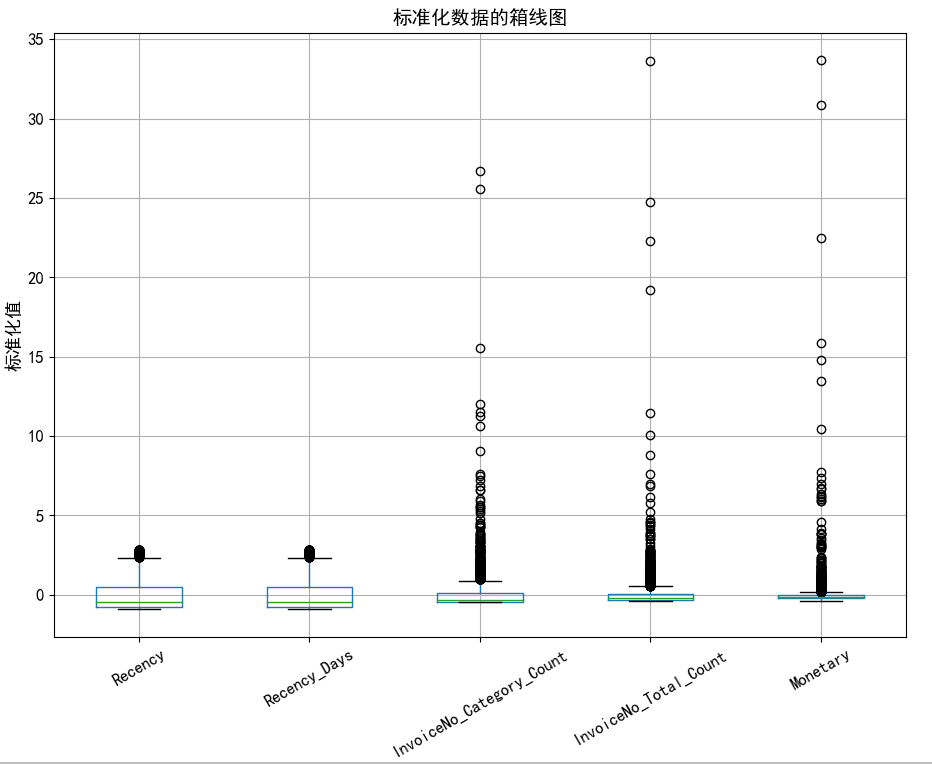 标准化数据的箱线图
标准化值
35
30
25
20
15
10
5
0
Recency
Recency_Days
InvoiceNo_Category_Count
InvoiceNo_Total_Count
Monetary